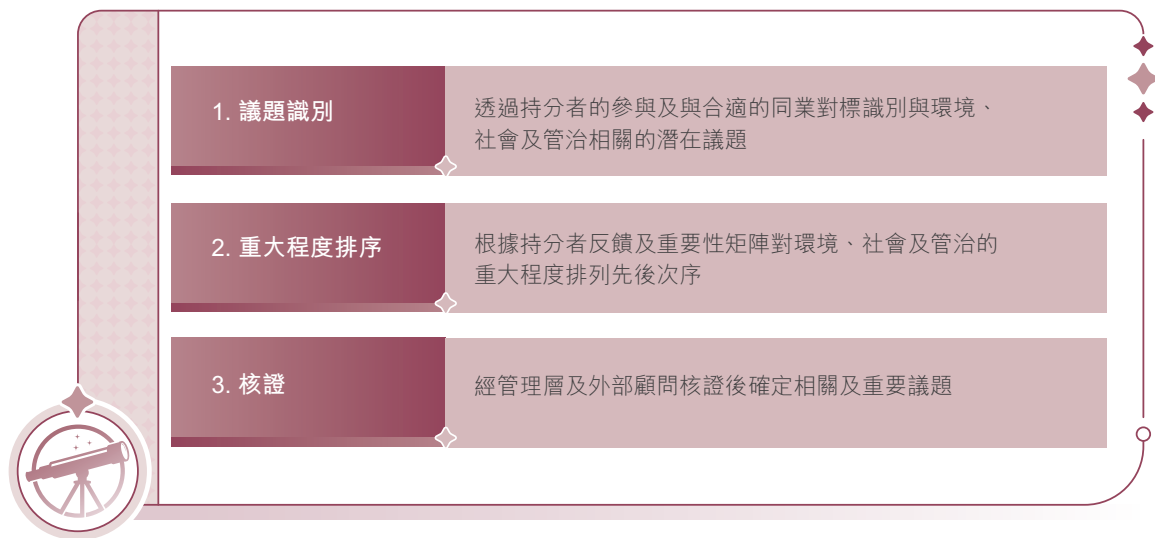 1. 議題識別
透過持分者的參與及與合適的同業對標識別與環境、
社會及管治相關的潛在議題
2. 重大程度排序
根據持分者反饋及重要性矩陣對環境、社會及管治的
重大程度排列先後次序
3. 核證
經管理層及外部顧問核證後確定相關及重要議題